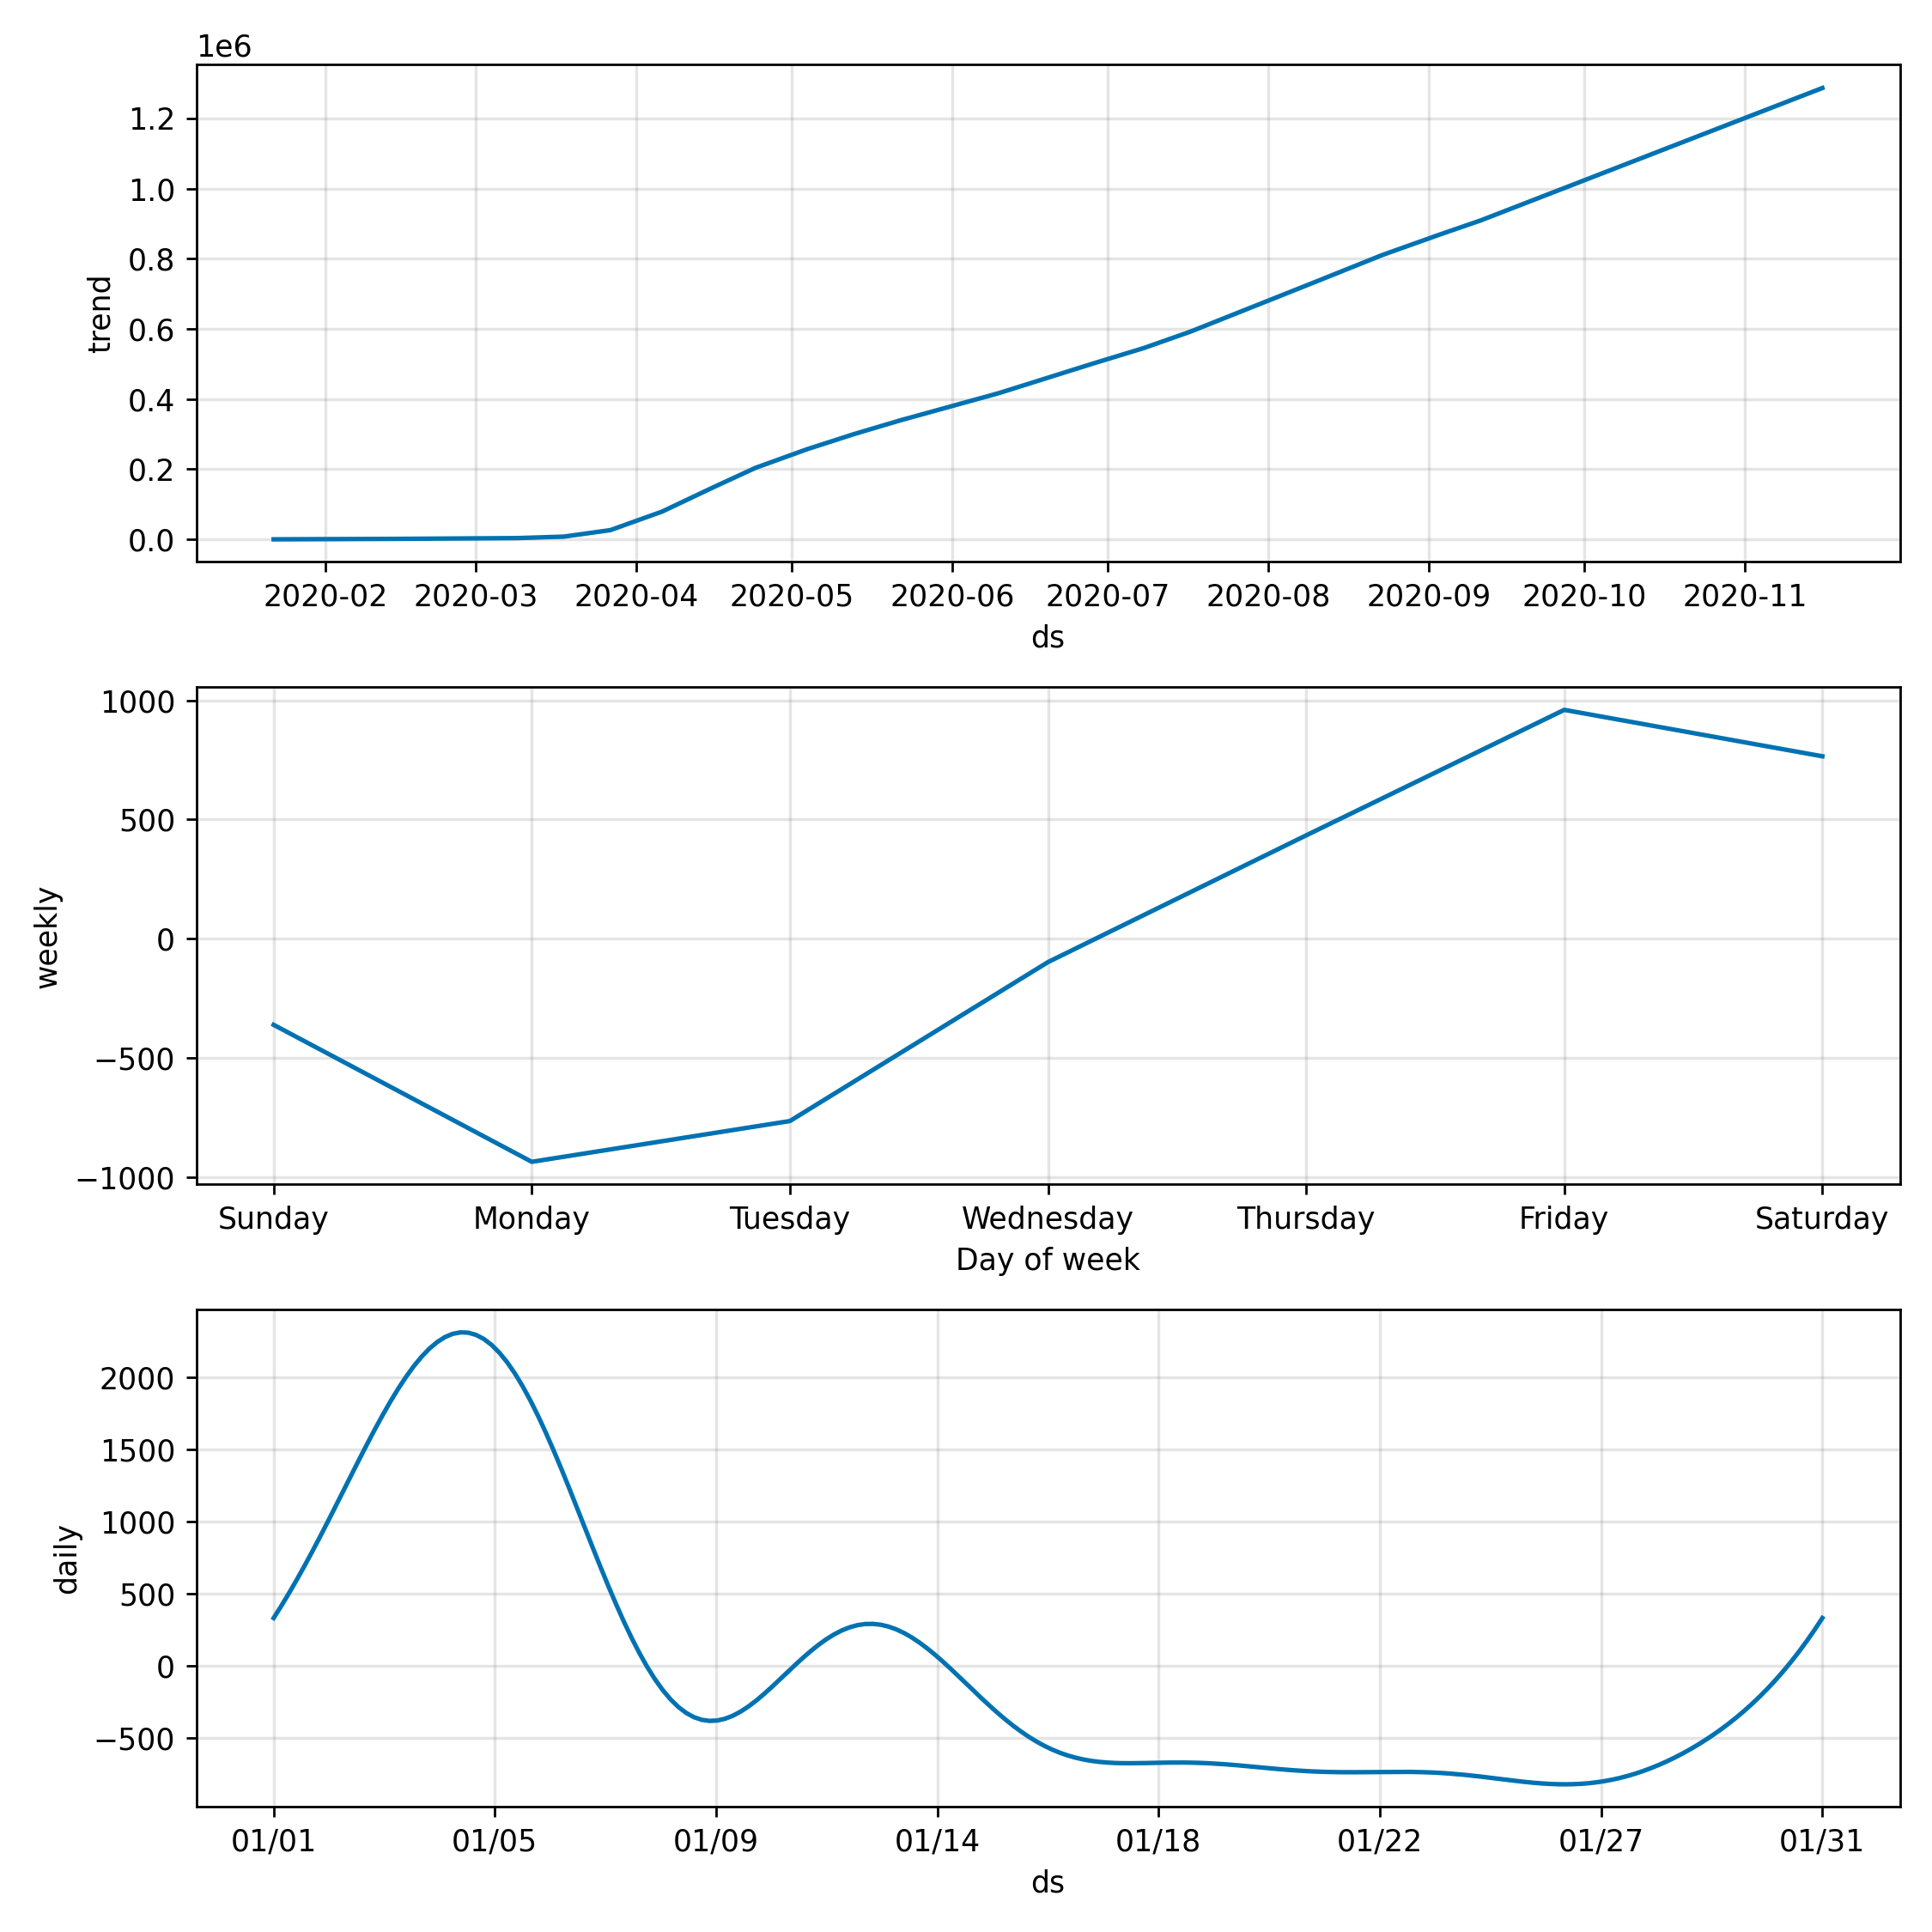 1e6
1.2
1.0
0.8
0.6
0.4
0.2
0.0
trend
2020-02 2020-03 2020-04 2020-05 2020-06 2020-07 2020-08 2020-09 2020-10 2020-11
ds
1000
500
0
−500
−1000
weekly
Sunday Monday Tuesday Wednesday Thursday Friday Saturday
Day of week
2000
1500
1000
500
0
−500
daily
01/01 01/05 01/09 01/14 01/18 01/22 01/27 01/31
ds